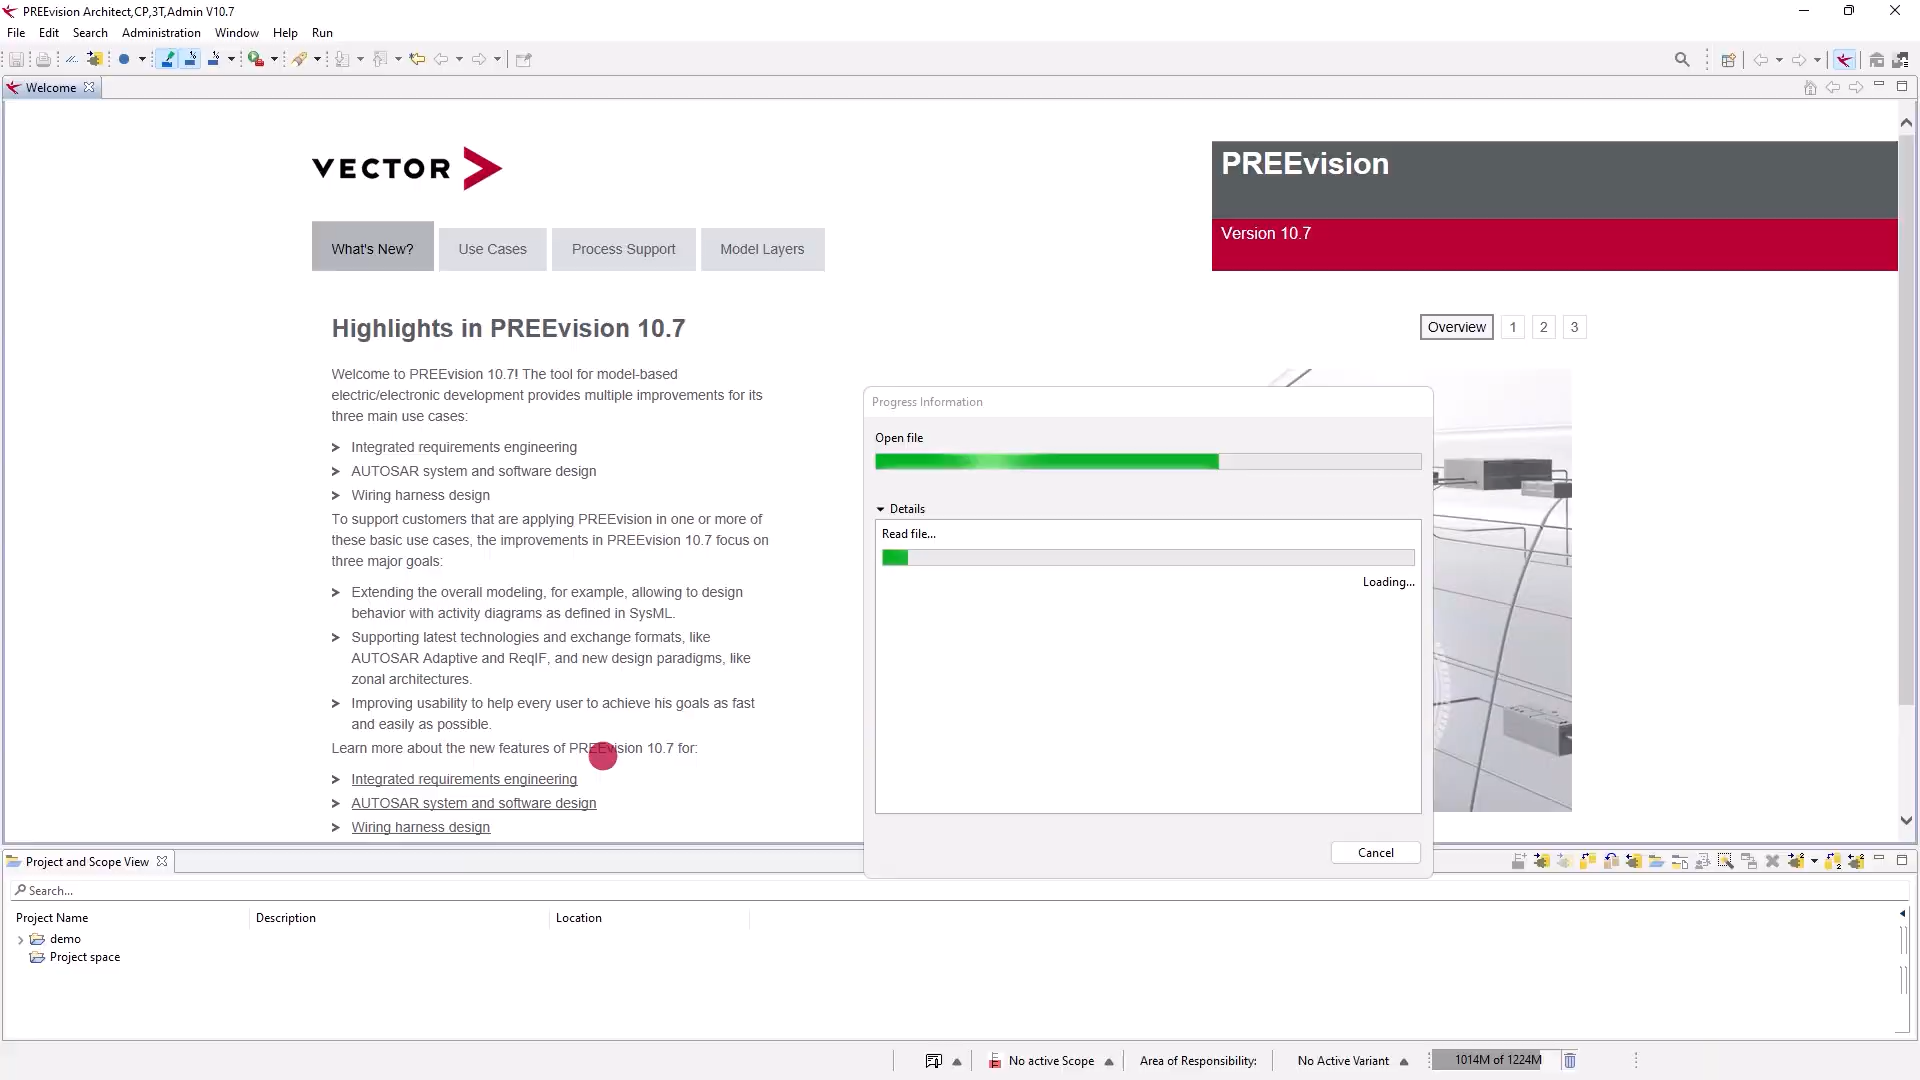 PREEvision Architect,CP,3T,Admin V10.7
File Edit Search Administration Window Help Run
Welcome
VECTOR
PREEvision
Version 10.7
What's New? Use Cases Process Support Model Layers
Highlights in PREEvision 10.7
Overview 1 2 3
Welcome to PREEvision 10.7! The tool for model-based
electric/electronic development provides multiple improvements for its
three main use cases:
> Integrated requirements engineering
> AUTOSAR system and software design
> Wiring harness design
To support customers that are applying PREEvision in one or more of
these basic use cases, the improvements in PREEvision 10.7 focus on
three major goals:
> Extending the overall modeling, for example, allowing to design
behavior with activity diagrams as defined in SysML.
> Supporting latest technologies and exchange formats, like
AUTOSAR Adaptive and ReqIF, and new design paradigms, like
zonal architectures.
> Improving usability to help every user to achieve his goals as fast
and easily as possible.
Learn more about the new features of PREEvision 10.7 for:
> Integrated requirements engineering
> AUTOSAR system and software design
> Wiring harness design
Progress Information
Open file
Details
Read file...
Loading...
Cancel
Project and Scope View
Search...
Project Name Description Location
demo
Project space
No active Scope Area of Responsibility: No Active Variant 1014M of 1224M